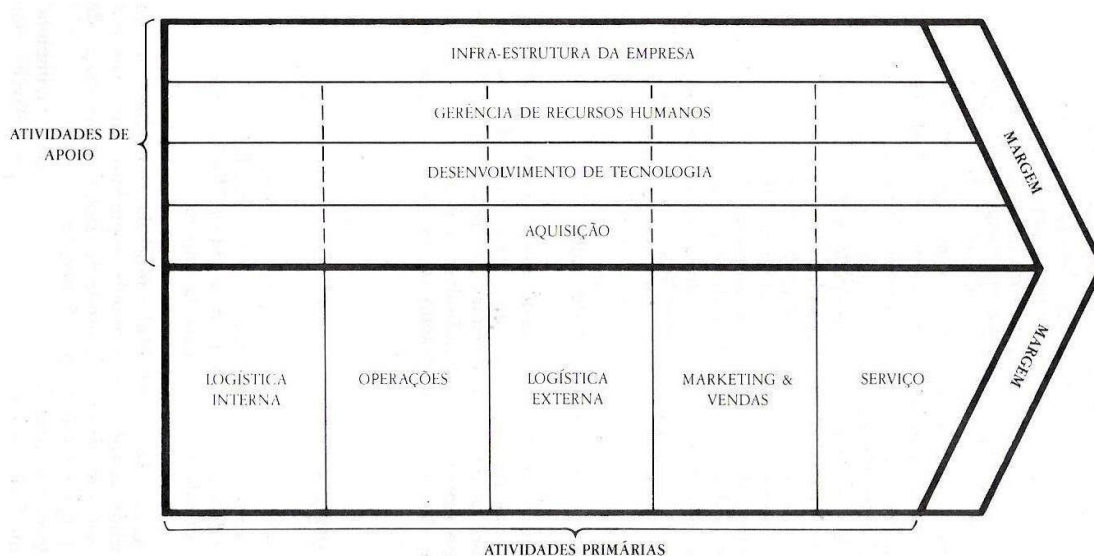 INFRA-ESTRUTURA DA EMPRESA
GERÊNCIA DE RECURSOS HUMANOS
ATIVIDADES DE
APOIO
DESENVOLVIMENTO DE TECNOLOGIA
AQUISIÇÃO
MARGEM
LOGÍSTICA
INTERNA
OPERAÇÕES
LOGÍSTICA
EXTERNA
MARKETING &
VENDAS
SERVIÇO
MARGEM
ATIVIDADES PRIMÁRIAS